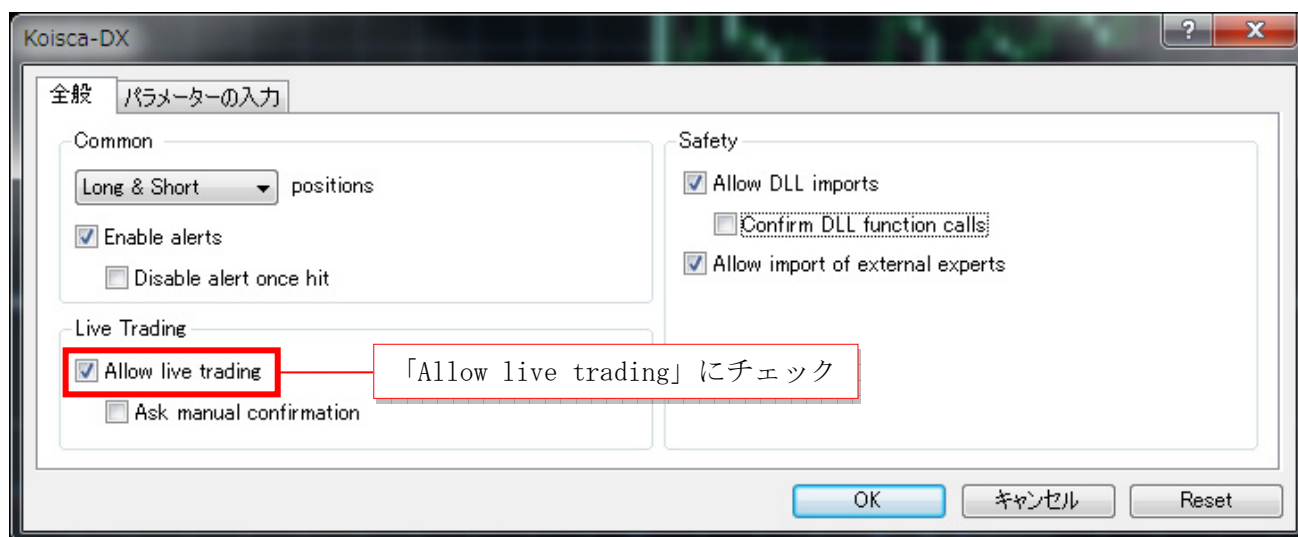 Koisca-DX
?
X
全般
パラメーターの入力
Common
Long & Short
positions
Enable alerts
Disable alert once hit
Live Trading
Allow live trading
Ask manual confirmation
「Allow live trading」にチェック
Safety
Allow DLL imports
Confirm DLL function calls
Allow import of external experts
OK
キャンセル
Reset